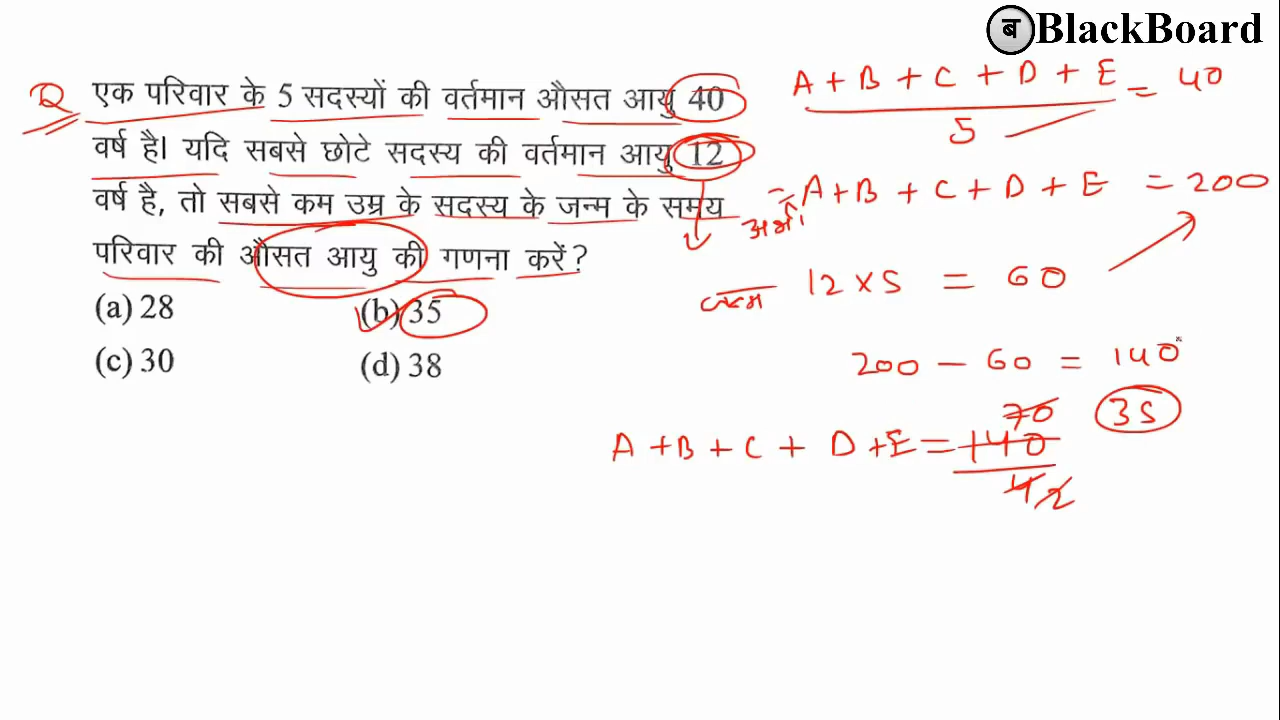 ब BlackBoard
Q एक परिवार के 5 सदस्यों की वर्तमान औसत आयु 40
वर्ष है। यदि सबसे छोटे सदस्य की वर्तमान आयु 12
वर्ष है, तो सबसे कम उम्र के सदस्य के जन्म के समय
परिवार की औसत आयु की गणना करें?
(a) 28 (b) 35
(c) 30 (d) 38
A + B + C + D + E = 40
5
A + B + C + D + E = 200
जन्म 12 × 5 = 60
200 - 60 = 140
70 35
A + B + C + D + E = 140
4 2